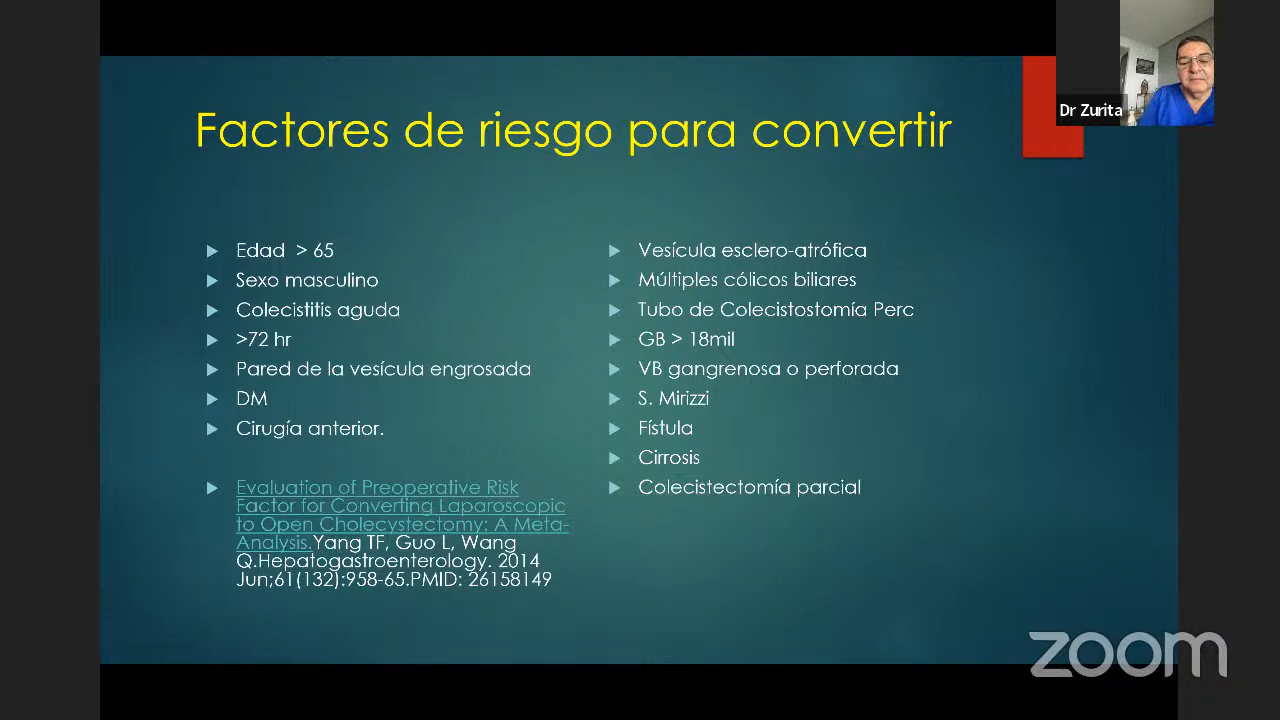 Dr Zurita
Factores de riesgo para convertir
Edad > 65
Sexo masculino
Colecistitis aguda
>72 hr
Pared de la vesícula engrosada
DM
Cirugía anterior.
Evaluation of Preoperative Risk
Factor for Converting Laparoscopic
to Open Cholecystectomy: A Meta-
Analysis.Yang TF, Guo L, Wang
Q.Hepatogastroenterology. 2014
Jun;61(132):958-65.PMID: 26158149
Vesícula esclero-atrófica
Múltiples cólicos biliares
Tubo de Colecistostomía Perc
GB > 18mil
VB gangrenosa o perforada
S. Mirizzi
Fístula
Cirrosis
Colecistectomía parcial
zoom